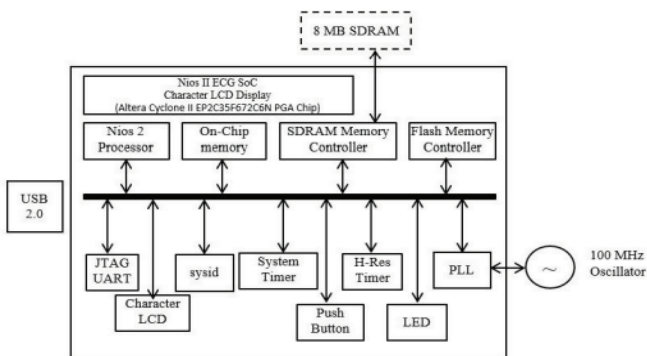 8 MB SDRAM
Nios II ECG SoC
Character LCD Display
(Altera Cyclone II EP2C35F672C6N PGA Chip)
Nios 2
Processor
On-Chip
memory
SDRAM Memory
Controller
Flash Memory
Controller
USB
2.0
JTAG
UART
Character
LCD
sysid
System
Timer
Push
Button
H-Res
Timer
LED
PLL
~
100 MHz
Oscillator